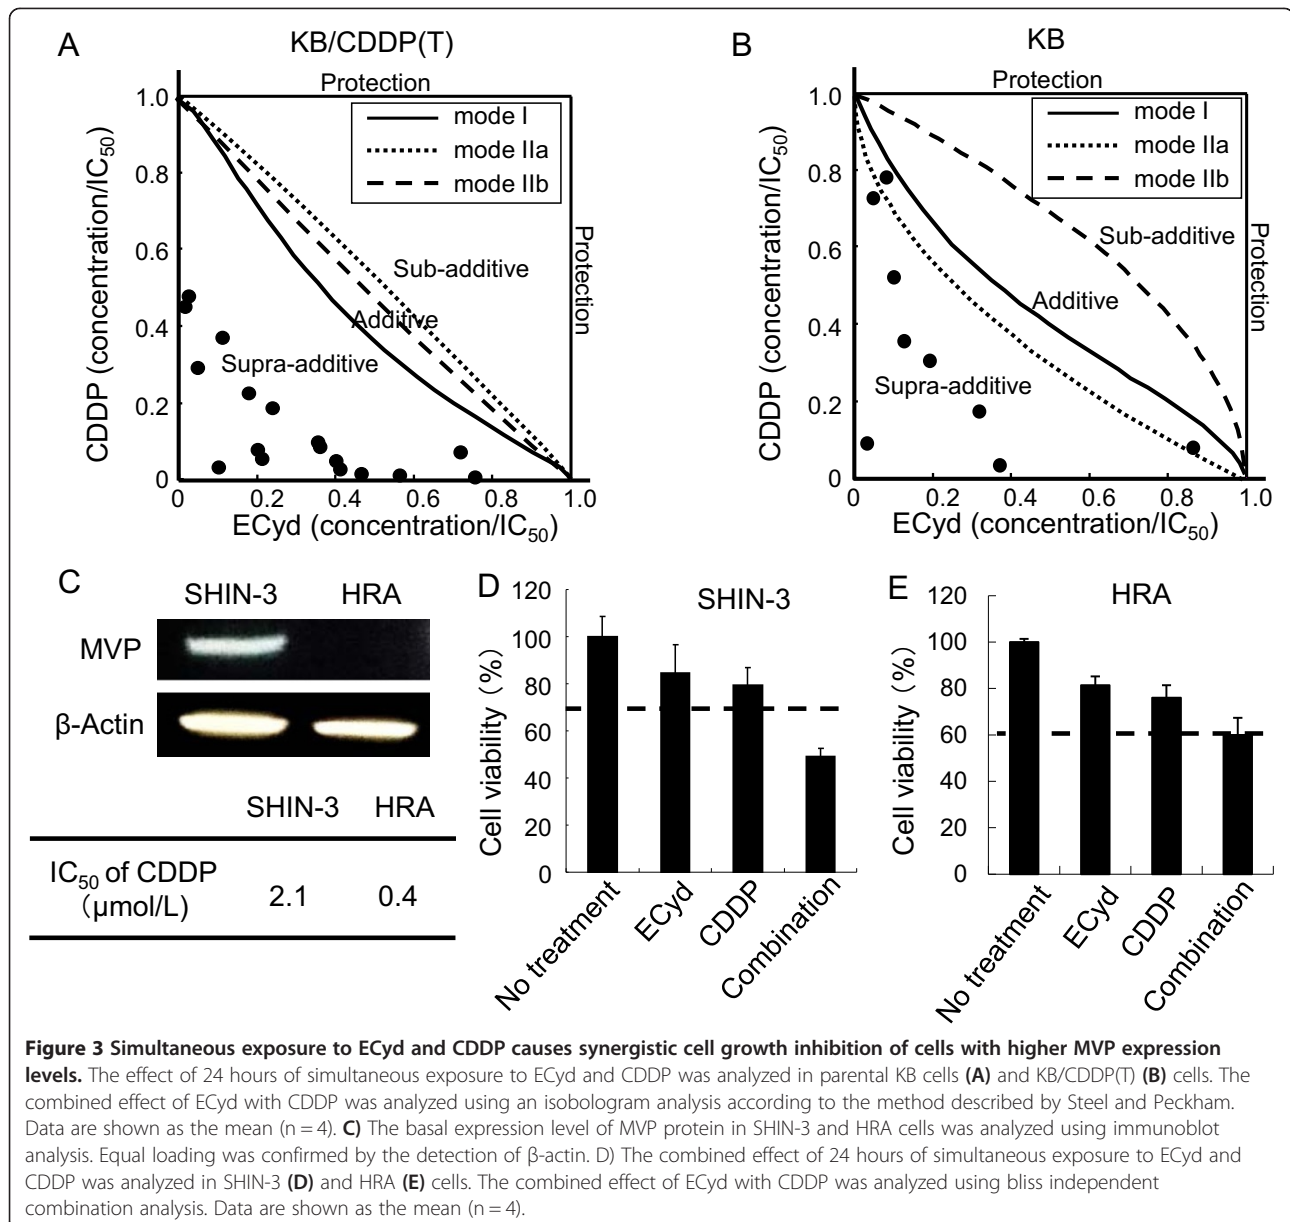 A
KB/CDDP(T)
Protection
1.0
0.8
0.6
0.4
0.2
0
mode I
mode IIa
mode IIb
Sub-additive
Additive
Supra-additive
Protection
CDDP (concentration/IC50)
0 0.2 0.4 0.6 0.8 1.0
ECyd (concentration/IC50)
B
KB
Protection
1.0
0.8
0.6
0.4
0.2
0
mode I
mode IIa
mode IIb
Sub-additive
Additive
Supra-additive
Protection
CDDP (concentration/IC50)
0 0.2 0.4 0.6 0.8 1.0
ECyd (concentration/IC50)
C
SHIN-3 HRA
MVP
β-Actin
SHIN-3 HRA
IC50 of CDDP
(μmol/L) 2.1 0.4
D
SHIN-3
120
100
80
60
40
20
0
Cell viability (%)
No treatment
ECyd
CDDP
Combination
E
HRA
120
100
80
60
40
20
0
Cell viability (%)
No treatment
ECyd
CDDP
Combination
Figure 3 Simultaneous exposure to ECyd and CDDP causes synergistic cell growth inhibition of cells with higher MVP expression
levels. The effect of 24 hours of simultaneous exposure to ECyd and CDDP was analyzed in parental KB cells (A) and KB/CDDP(T) (B) cells. The
combined effect of ECyd with CDDP was analyzed using an isobologram analysis according to the method described by Steel and Peckham.
Data are shown as the mean (n = 4). C) The basal expression level of MVP protein in SHIN-3 and HRA cells was analyzed using immunoblot
analysis. Equal loading was confirmed by the detection of β-actin. D) The combined effect of 24 hours of simultaneous exposure to ECyd and
CDDP was analyzed in SHIN-3 (D) and HRA (E) cells. The combined effect of ECyd with CDDP was analyzed using bliss independent
combination analysis. Data are shown as the mean (n = 4).